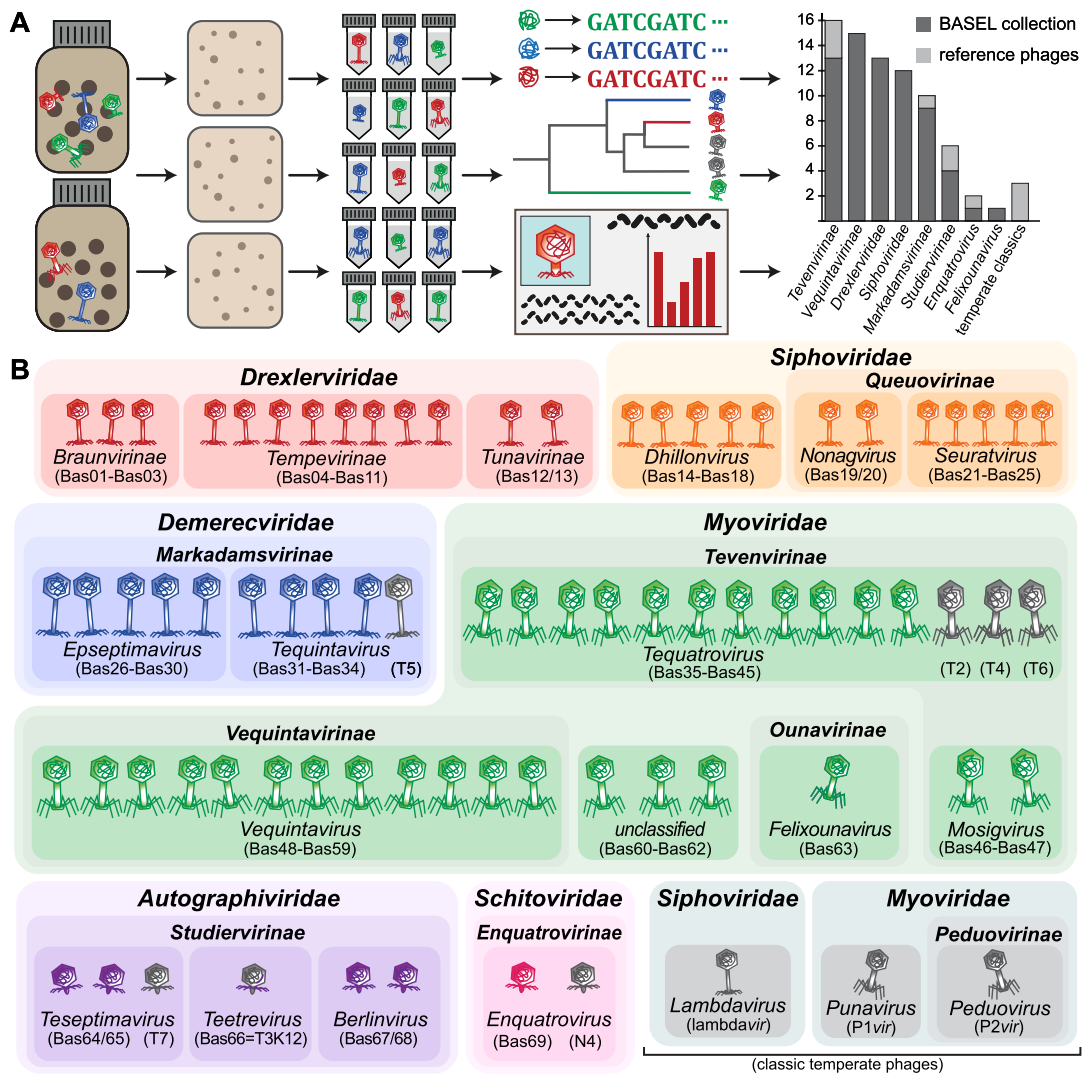 A
GATCGATC ···
GATCGATC ···
GATCGATC ···
16
14
12
10
8
6
4
2
BASEL collection
reference phages
Tevenvirinae
Vequintavirinae
Drexlerviridae
Siphoviridae
Markadamsvirinae
Studiervirinae
Enquatrovirus
Felixounavirus
temperate classics
B
Drexlerviridae
Braunvirinae
(Bas01-Bas03)
Tempevirinae
(Bas04-Bas11)
Tunavirinae
(Bas12/13)
Siphoviridae
Queuovirinae
Dhillonvirus
(Bas14-Bas18)
Nonagvirus
(Bas19/20)
Seuratvirus
(Bas21-Bas25)
Demerecviridae
Markadamsvirinae
Epseptimavirus
(Bas26-Bas30)
Tequintavirus
(Bas31-Bas34) (T5)
Myoviridae
Tevenvirinae
Tequatrovirus
(Bas35-Bas45) (T2) (T4) (T6)
Vequintavirinae
Vequintavirus
(Bas48-Bas59)
unclassified
(Bas60-Bas62)
Ounavirinae
Felixounavirus
(Bas63)
Mosigvirus
(Bas46-Bas47)
Autographiviridae
Studiervirinae
Teseptimavirus
(Bas64/65) (T7)
Teetrevirus
(Bas66=T3K12)
Berlinvirus
(Bas67/68)
Schitoviridae
Enquatrovirinae
Enquatrovirus
(Bas69) (N4)
Siphoviridae
Lambdavirus
(lambdavir)
Myoviridae
Punavirus
(P1vir)
Peduovirinae
Peduovirus
(P2vir)
(classic temperate phages)